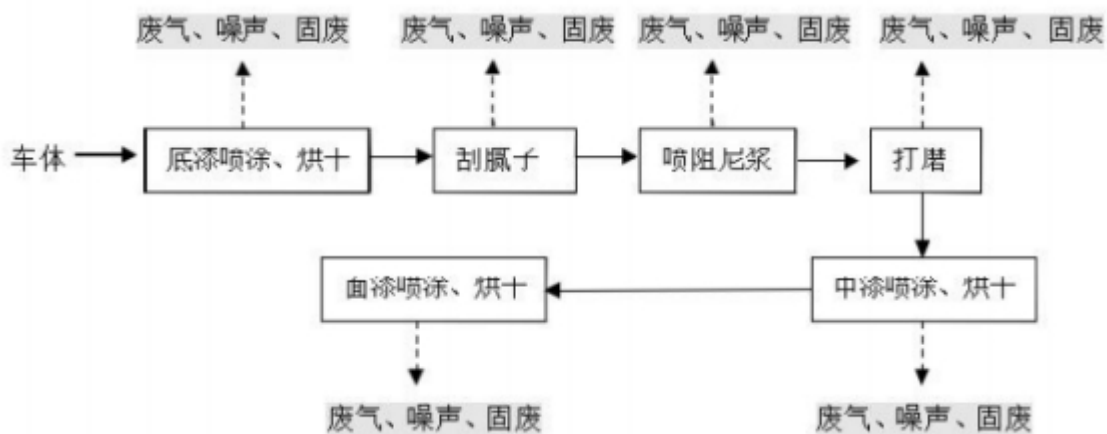 废气、噪声、固废
废气、噪声、固废
废气、噪声、固废
废气、噪声、固废
车体
底漆喷涂、烘干
刮腻子
喷阻尼浆
打磨
面漆喷涂、烘干
中漆喷涂、烘干
废气、噪声、固废
废气、噪声、固废